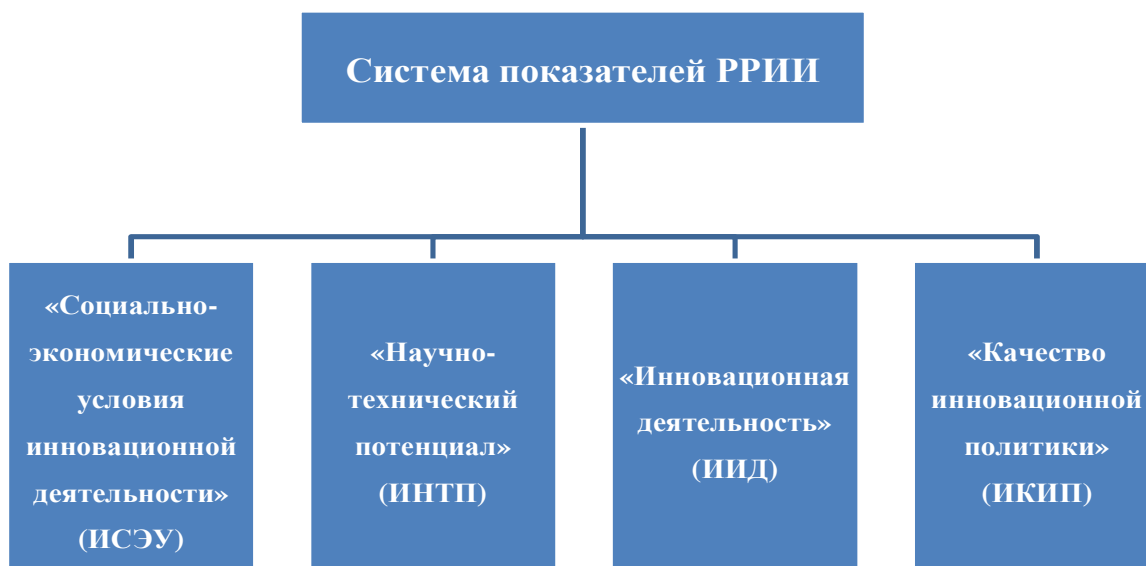 Система показателей РРИИ
«Социально-
экономические
условия
инновационной
деятельности»
(ИСЭУ)
«Научно-
технический
потенциал»
(ИНТП)
«Инновационная
деятельность»
(ИИД)
«Качество
инновационной
политики»
(ИКИП)